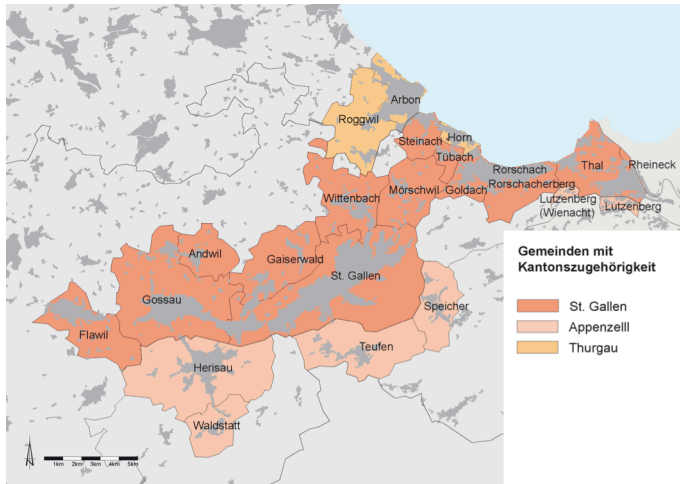 Arbon
Roggwil
Steinach
Horn
Tübach
Rorschach
Thal
Rheineck
Mörschwil
Goldach
Rorschacherberg
Wittenbach
Lutzenberg
(Wienacht)
Lutzenberg
Andwil
Gaiserwald
St. Gallen
Gossau
Speicher
Flawil
Teufen
Herisau
Waldstatt
Gemeinden mit
Kantonszugehörigkeit
St. Gallen
Appenzelll
Thurgau
1km 2km 3km 4km 5km
N